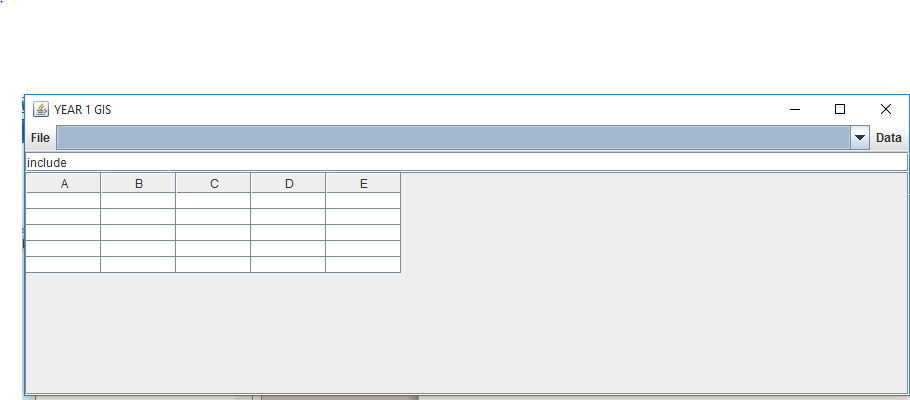 YEAR 1 GIS
File Data
include
A B C D E